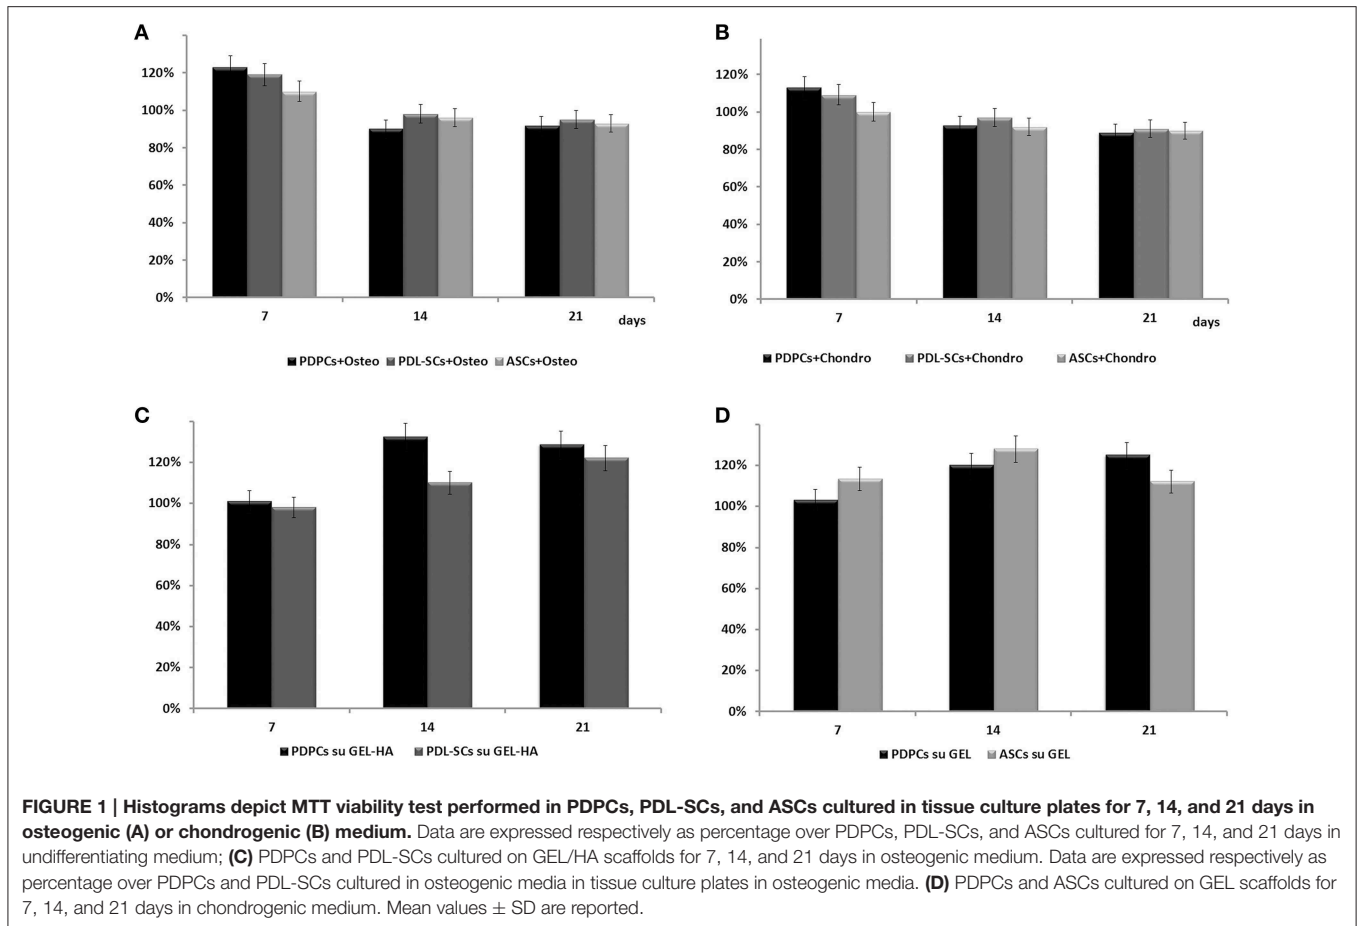 A
120%
100%
80%
60%
40%
20%
0%
7 14 21 days
PDPCs+Osteo PDL-SCs+Osteo ASCs+Osteo
B
120%
100%
80%
60%
40%
20%
0%
7 14 21 days
PDPCs+Chondro PDL-SCs+Chondro ASCs+Chondro
C
120%
100%
80%
60%
40%
20%
0%
7 14 21
PDPCs su GEL-HA PDL-SCs su GEL-HA
D
120%
100%
80%
60%
40%
20%
0%
7 14 21
PDPCs su GEL ASCs su GEL
FIGURE 1 | Histograms depict MTT viability test performed in PDPCs, PDL-SCs, and ASCs cultured in tissue culture plates for 7, 14, and 21 days in
osteogenic (A) or chondrogenic (B) medium. Data are expressed respectively as percentage over PDPCs, PDL-SCs, and ASCs cultured for 7, 14, and 21 days in
undifferentiating medium; (C) PDPCs and PDL-SCs cultured on GEL/HA scaffolds for 7, 14, and 21 days in osteogenic medium. Data are expressed respectively as
percentage over PDPCs and PDL-SCs cultured in osteogenic media in tissue culture plates in osteogenic media. (D) PDPCs and ASCs cultured on GEL scaffolds for
7, 14, and 21 days in chondrogenic medium. Mean values ± SD are reported.